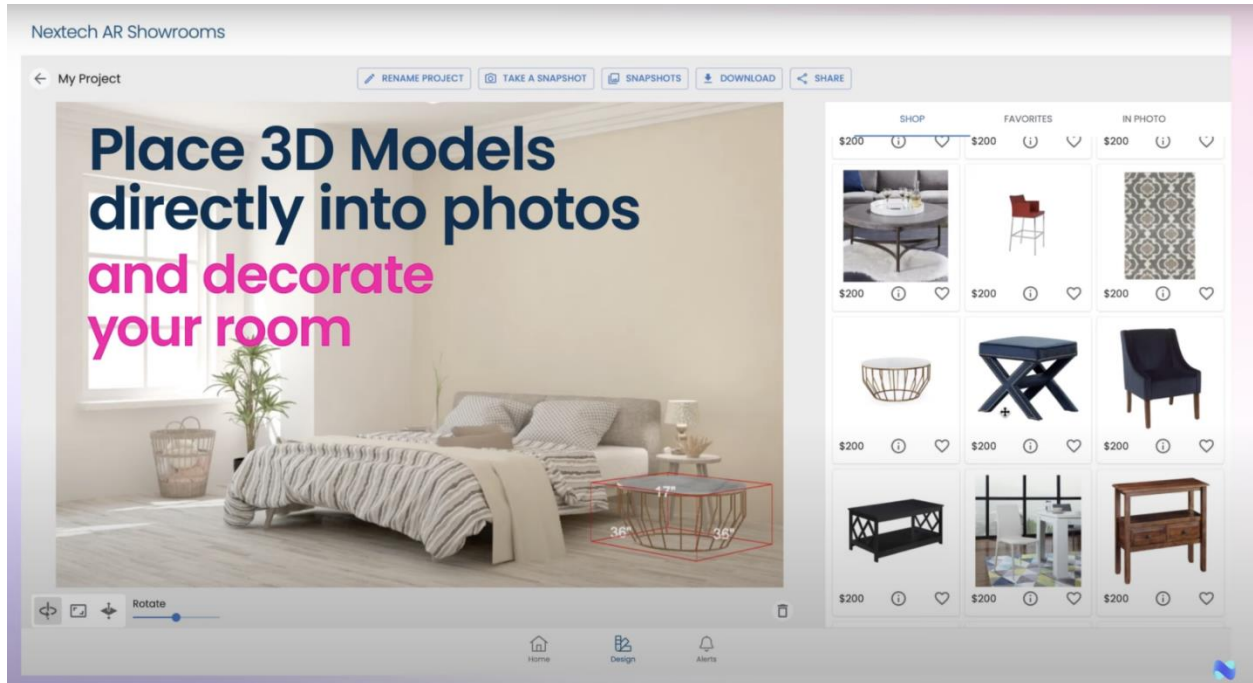 Nextech AR Showrooms
My Project
RENAME PROJECT
TAKE A SNAPSHOT
SNAPSHOTS
DOWNLOAD
SHARE
Place 3D Models
directly into photos
and decorate
your room
17"
36" 36"
Rotate
SHOP FAVORITES IN PHOTO
$200 $200 $200
$200 $200 $200
$200 $200 $200
$200 $200 $200
Home Design Alerts